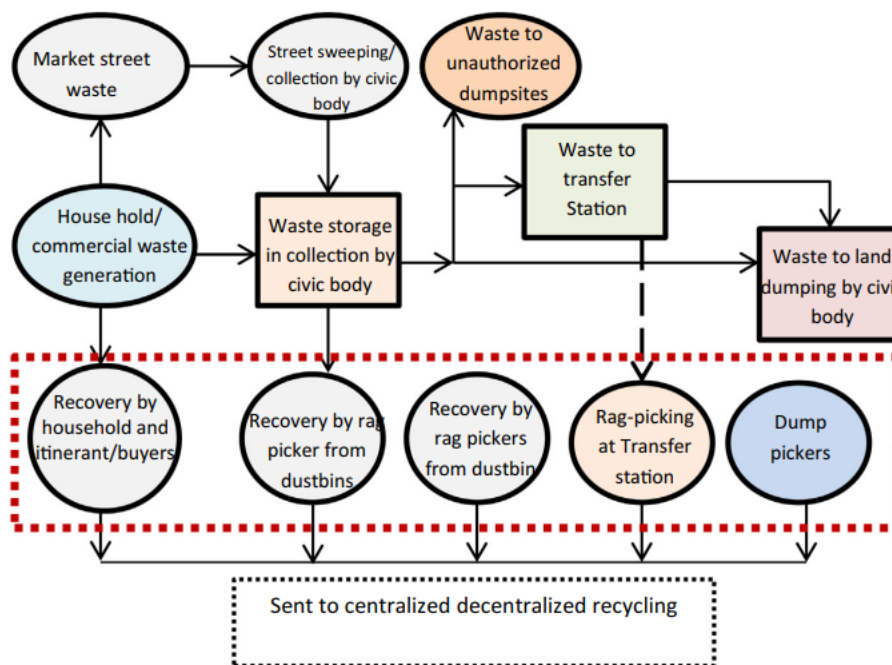 Market street
waste
Street sweeping/
collection by civic
body
Waste to
unauthorized
dumpsites
Waste to
transfer
Station
House hold/
commercial waste
generation
Waste storage
in collection by
civic body
Waste to land
dumping by civi
body
Recovery by
household and
itinerant/buyers
Recovery by rag
picker from
dustbins
Recovery by
rag pickers
from dustbin
Rag-picking
at Transfer
station
Dump
pickers
Sent to centralized decentralized recycling